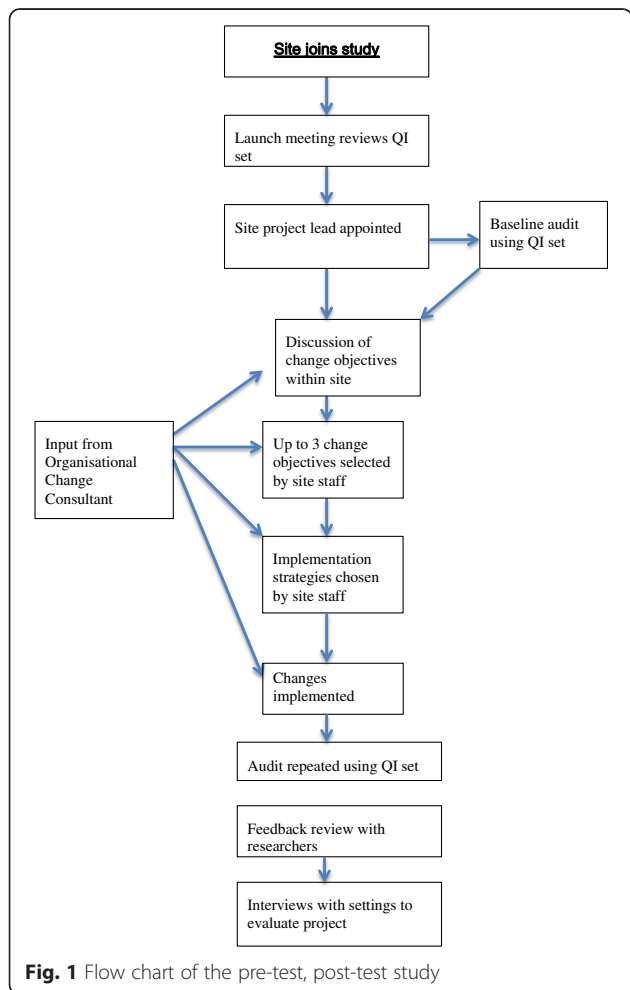 Site joins study
Launch meeting reviews QI
set
Site project lead appointed
Baseline audit
using QI set
Discussion of
change objectives
within site
Input from
Organisational
Change
Consultant
Up to 3 change
objectives selected
by site staff
Implementation
strategies chosen
by site staff
Changes
implemented
Audit repeated using QI set
Feedback review with
researchers
Interviews with settings to
evaluate project
Fig. 1 Flow chart of the pre-test, post-test study